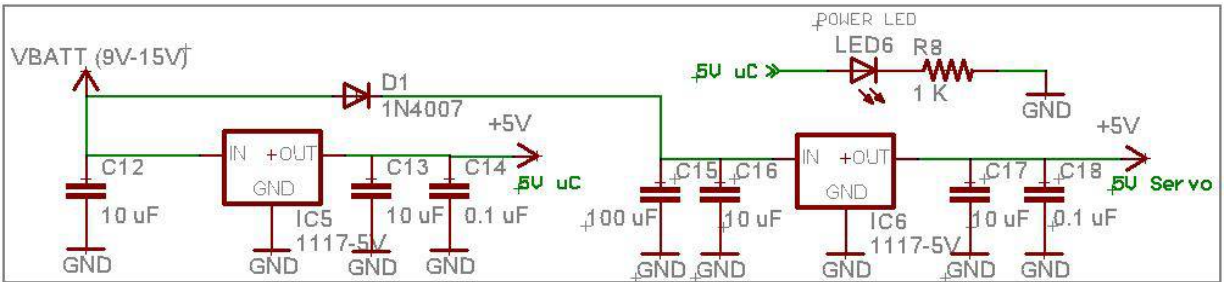 POWER LED
VBATT (9V-15V)
LED6
R8
5V uC
1 K
GND
D1
1N4007
+5V
+5V
C12
IN
+OUT
GND
C13
C14
5V uC
C15
C16
IN
+OUT
GND
C17
C18
5V Servo
10 uF
IC5
1117-5V
10 uF
0.1 uF
100 uF
10 uF
IC6
1117-5V
10 uF
0.1 uF
GND
GND
GND
GND
GND
GND
GND
GND
GND